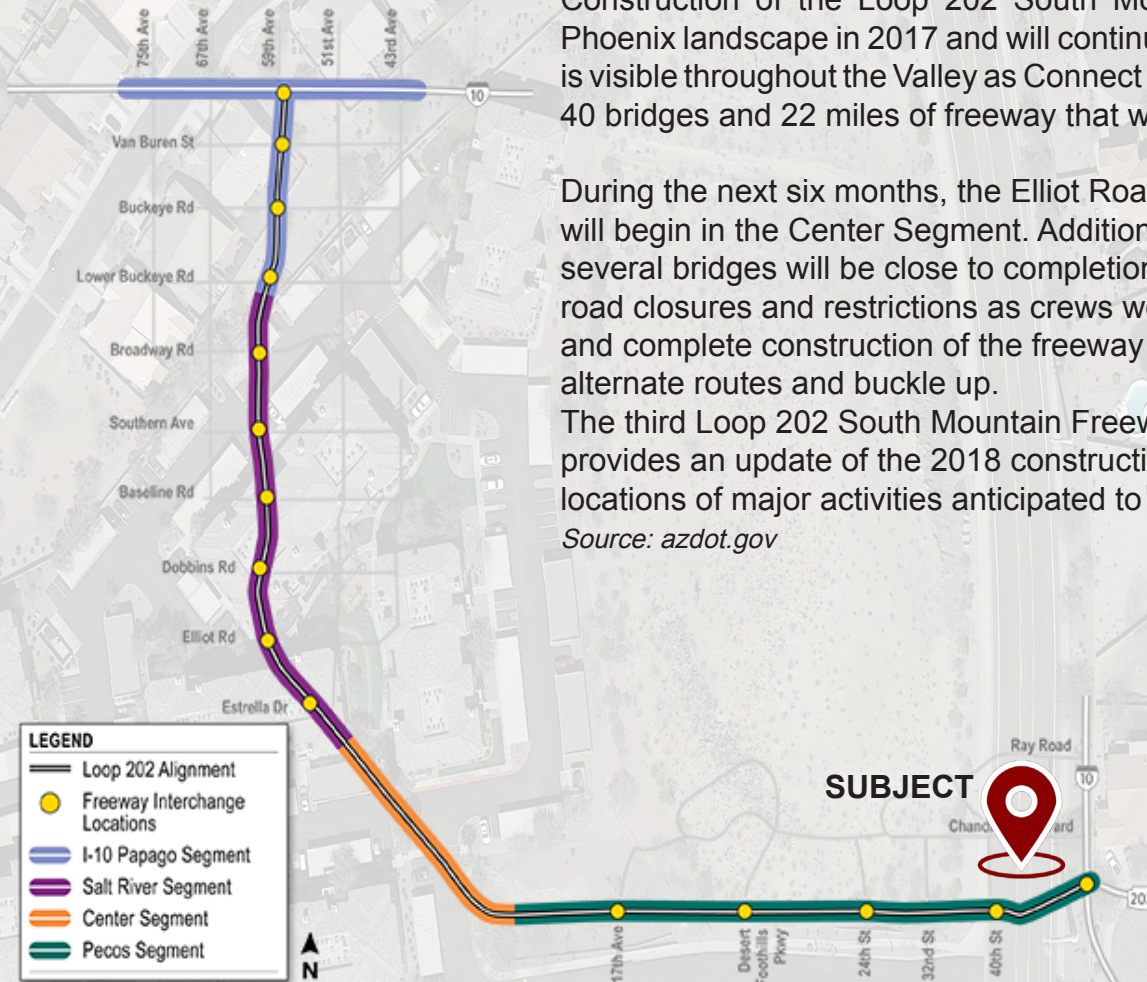 Construction of the Loop 202 South
Phoenix landscape in 2017 and will
is visible throughout the Valley as Connect
40 bridges and 22 miles of freeway that
During the next six months, the Elliot
will begin in the Center Segment.
several bridges will be close to completion
road closures and restrictions as crews
and complete construction of the freeway
alternate routes and buckle up.
The third Loop 202 South Mountain
provides an update of the 2018
locations of major activities anticipated to
Source: azdot.gov
75th Ave
67th Ave
59th Ave
51st Ave
43rd Ave
10
Van Buren St
Buckeye Rd
Lower Buckeye Rd
Broadway Rd
Southern Ave
Baseline Rd
Dobbins Rd
Elliot Rd
Estrella Dr
LEGEND
Loop 202 Alignment
Freeway Interchange
Locations
I-10 Papago Segment
Salt River Segment
Center Segment
Pecos Segment
N
SUBJECT
Ray Road
10
17th Ave
Desert
Foothills
Pkwy
24th St
32nd St
40th St